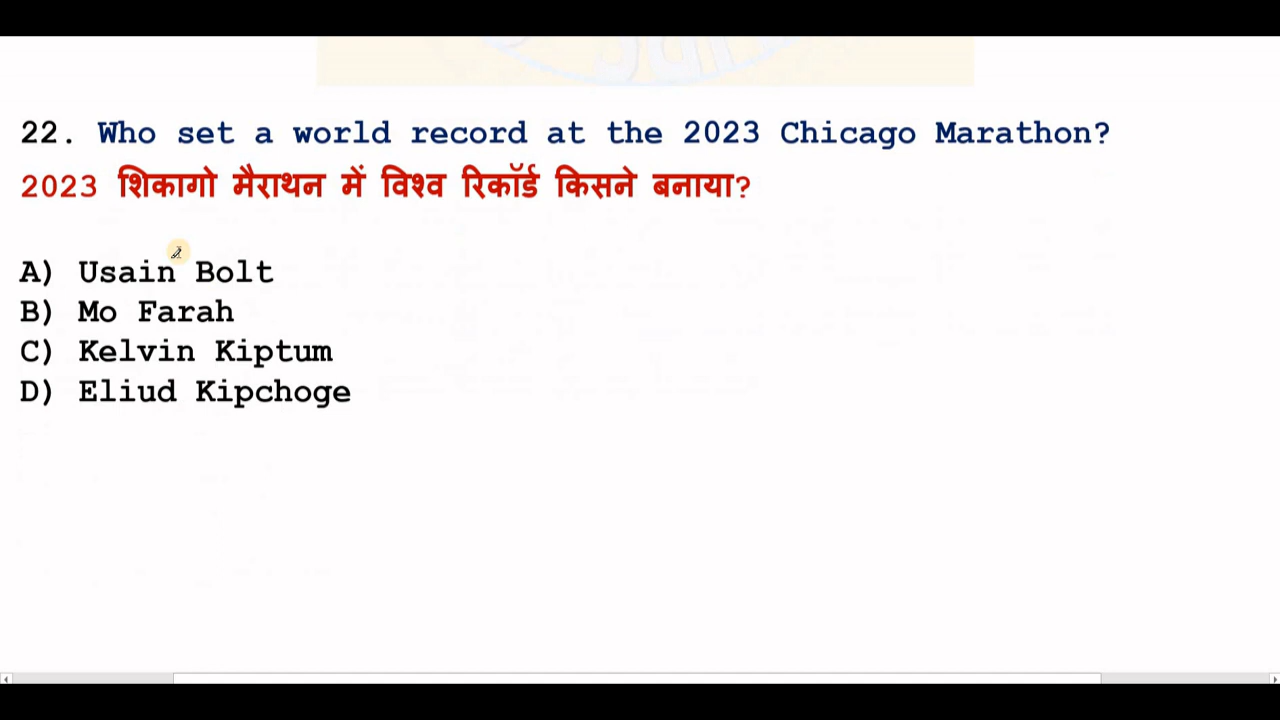 22. Who set a world record at the 2023 Chicago Marathon?
2023 शिकागो मैराथन में विश्व रिकॉर्ड किसने बनाया?
A) Usain Bolt
B) Mo Farah
C) Kelvin Kiptum
D) Eliud Kipchoge